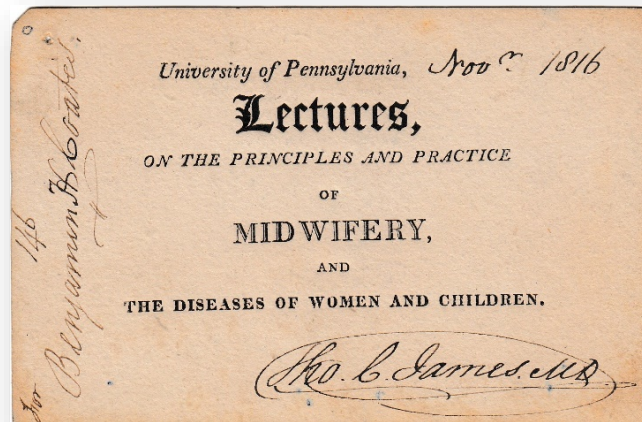 University of Pennsylvania, Novr 1816
Lectures,
ON THE PRINCIPLES AND PRACTICE
OF
MIDWIFERY,
AND
THE DISEASES OF WOMEN AND CHILDREN.
Tho. C. James. MD
146
For Benjamin H Coates.